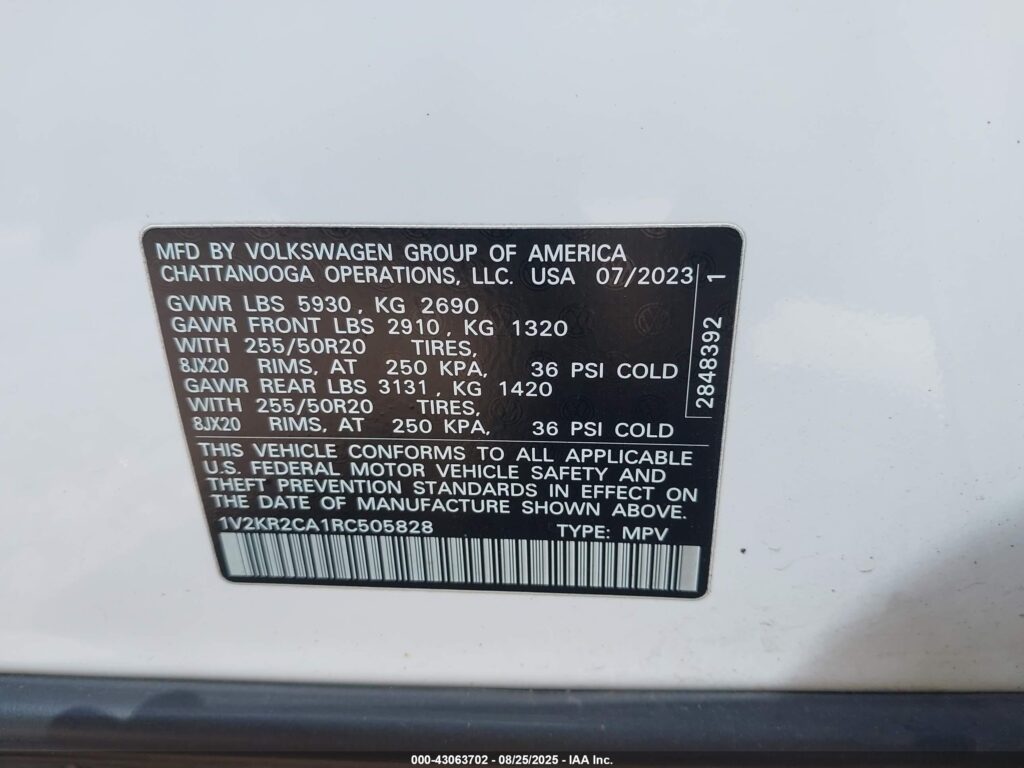 MFD BY VOLKSWAGEN GROUP OF AMERICA
CHATTANOOGA OPERATIONS, LLC. USA 07/2023
GVWR LBS 5930, KG 2690
GAWR FRONT LBS 2910, KG 1320
WITH 255/50R20 TIRES,
8JX20 RIMS, AT 250 KPA, 36 PSI COLD
GAWR REAR LBS 3131, KG 1420
WITH 255/50R20 TIRES,
8JX20 RIMS, AT 250 KPA, 36 PSI COLD
2848392 1
THIS VEHICLE CONFORMS TO ALL APPLICABLE
U.S. FEDERAL MOTOR VEHICLE SAFETY AND
THEFT PREVENTION STANDARDS IN EFFECT ON
THE DATE OF MANUFACTURE SHOWN ABOVE.
1V2KR2CA1RC505828 TYPE: MPV
000-43063702 - 08/25/2025 - IAA Inc.